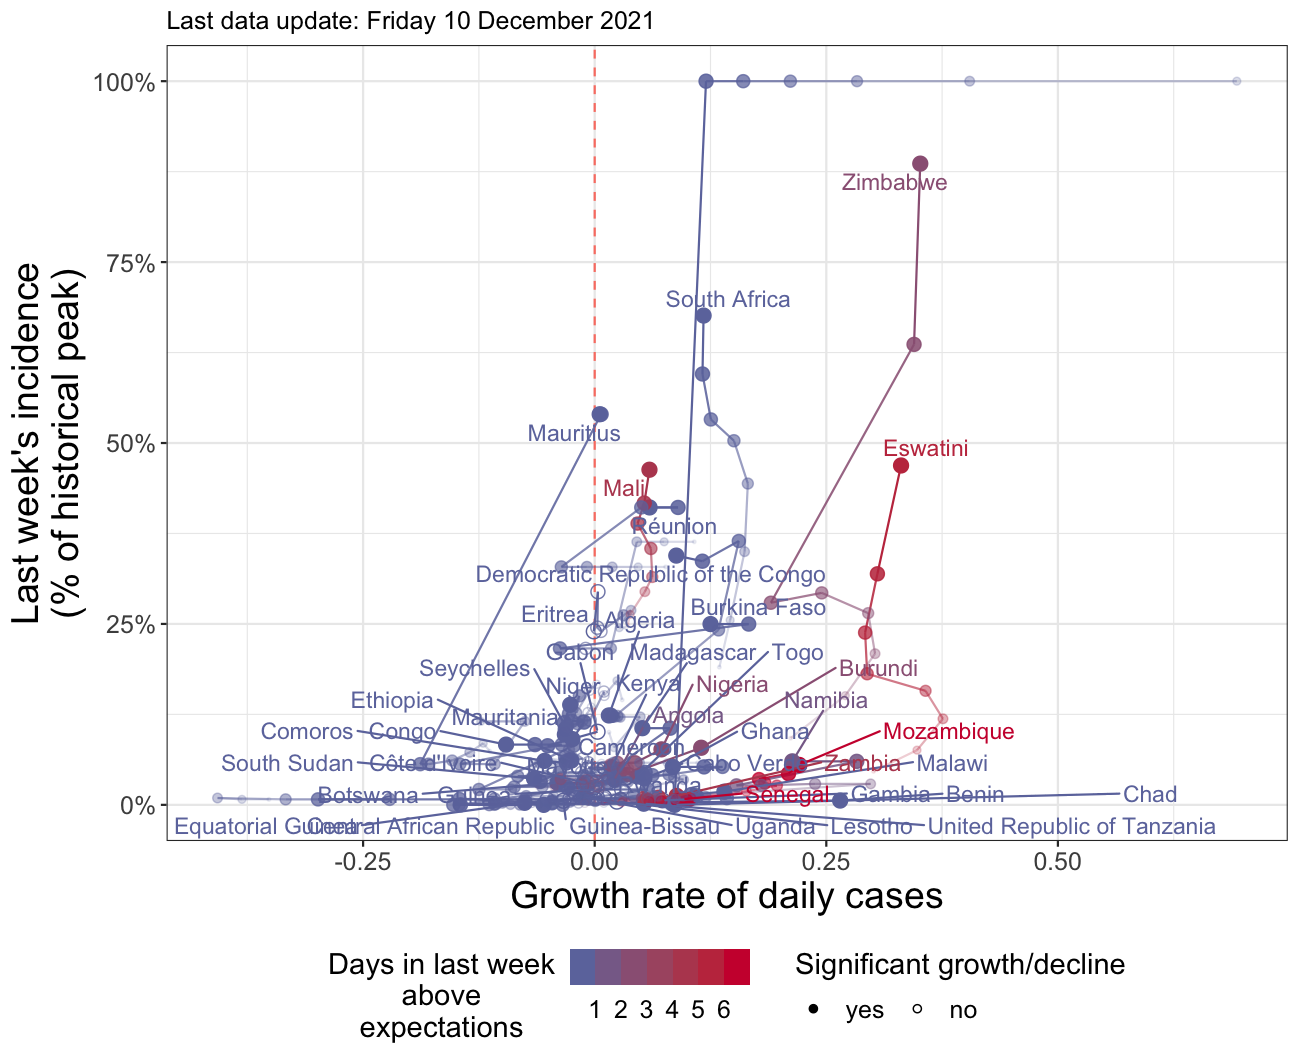 Last data update: Friday 10 December 2021
Last week's incidence
(% of historical peak)
100%
75%
50%
25%
0%
Zimbabwe
South Africa
Mauritius
Eswatini
Mali
Réunion
Democratic Republic of the Congo
Eritrea
Algeria
Burkina Faso
Gabon
Madagascar
Togo
Seychelles
Burundi
Niger
Kenya
Nigeria
Ethiopia
Namibia
Mauritania
Angola
Comoros
Congo
Ghana
Mozambique
Cameroon
South Sudan
Côte d'Ivoire
Zambia
Malawi
Botswana
Senegal
Gambia
Benin
Chad
Equatorial Guinea
Central African Republic
Guinea-Bissau
Uganda
Lesotho
United Republic of Tanzania
-0.25
0.00
0.25
0.50
Growth rate of daily cases
Days in last week
above
expectations
1 2 3 4 5 6
Significant growth/decline
yes
no